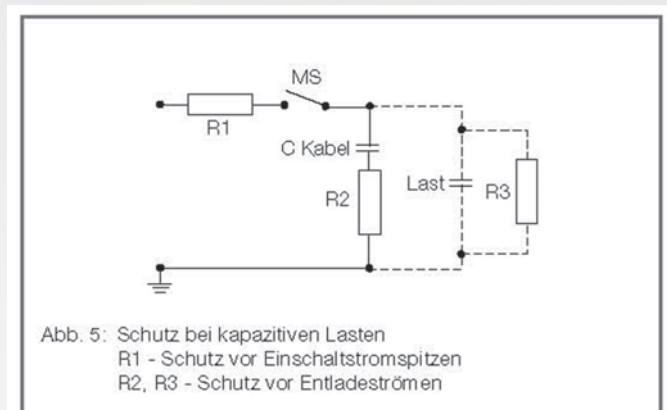 MS
R1
C Kabel
R2
Last
R3
Abb. 5: Schutz bei kapazitiven Lasten
R1 - Schutz vor Einschaltstromspitzen
R2, R3 - Schutz vor Entladeströmen